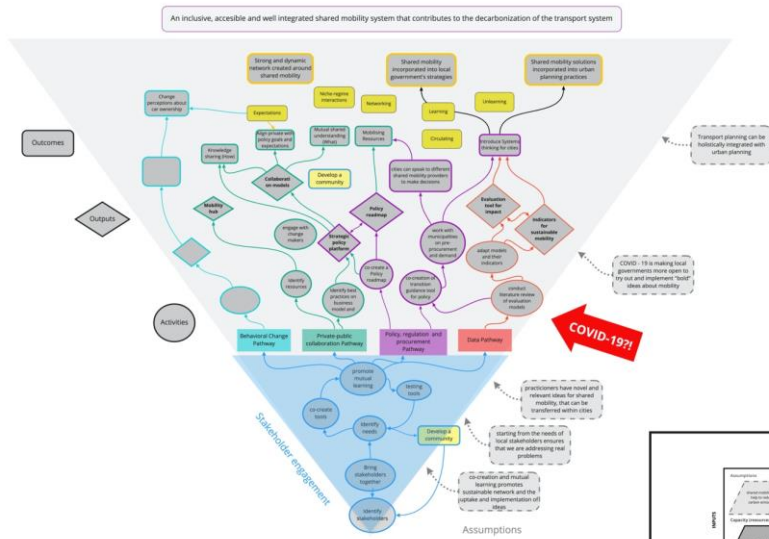 An inclusive, accesible and well integrated shared mobility system that contributes to the decarbonization of the transport system
Strong and dynamic
network created around
shared mobility
Shared mobility
incorporated into local
government's strategies
Shared mobility solutions
incorporated into urban
planning practices
Change
perceptions about
car ownership
Expectations
Niche-regime
interactions
Networking
Learning
Unlearning
Circulating
Outcomes
Knowledge
sharing (How)
Align private with
policy goals and
expectations
Mutual shared
understanding
(What)
Mobilising
Resources
Introduce Systems
thinking for cities
Transport planning can be
holistically integrated with
urban planning
Collaborati
on models
Develop a
community
cities can speak to different
shared mobility providers
to make decisions
Outputs
Mobility
hub
Policy
roadmap
Evaluation
tool for
impact
Indicators
for
sustainable
mobility
engage with
change
makers
Strategic
policy
platform
work with
municipalities
on pre-
procurement
and demand
adapt models
and their
indicators
COVID - 19 is making local
governments more open to
try out and implement "bold"
ideas about mobility
Identify
resources
co-create a
Policy
roadmap
Identify best
practices on
business model
and
co-creation of
transition
guidance tool
for policy
conduct
literature review
of evaluation
models
Activities
COVID-19?!
Behavioral Change
Pathway
Private-public
collaboration Pathway
Policy, regulation and
procurement
Pathway
Data Pathway
promote
mutual
learning
testing
tools
co-create
tools
Identify
needs
Develop a
community
Bring
stakeholders
together
Identify
stakeholders
Stakeholder engagement
practicioners have novel and
relevant ideas for shared
mobility, that can be
transferred within cities
starting from the needs of
local stakeholders ensures
that we are addressing real
problems
co-creation and mutual
learning promotes
sustainable network and the
uptake and implementation of
ideas
Assumptions
Assumptions
INPUTS